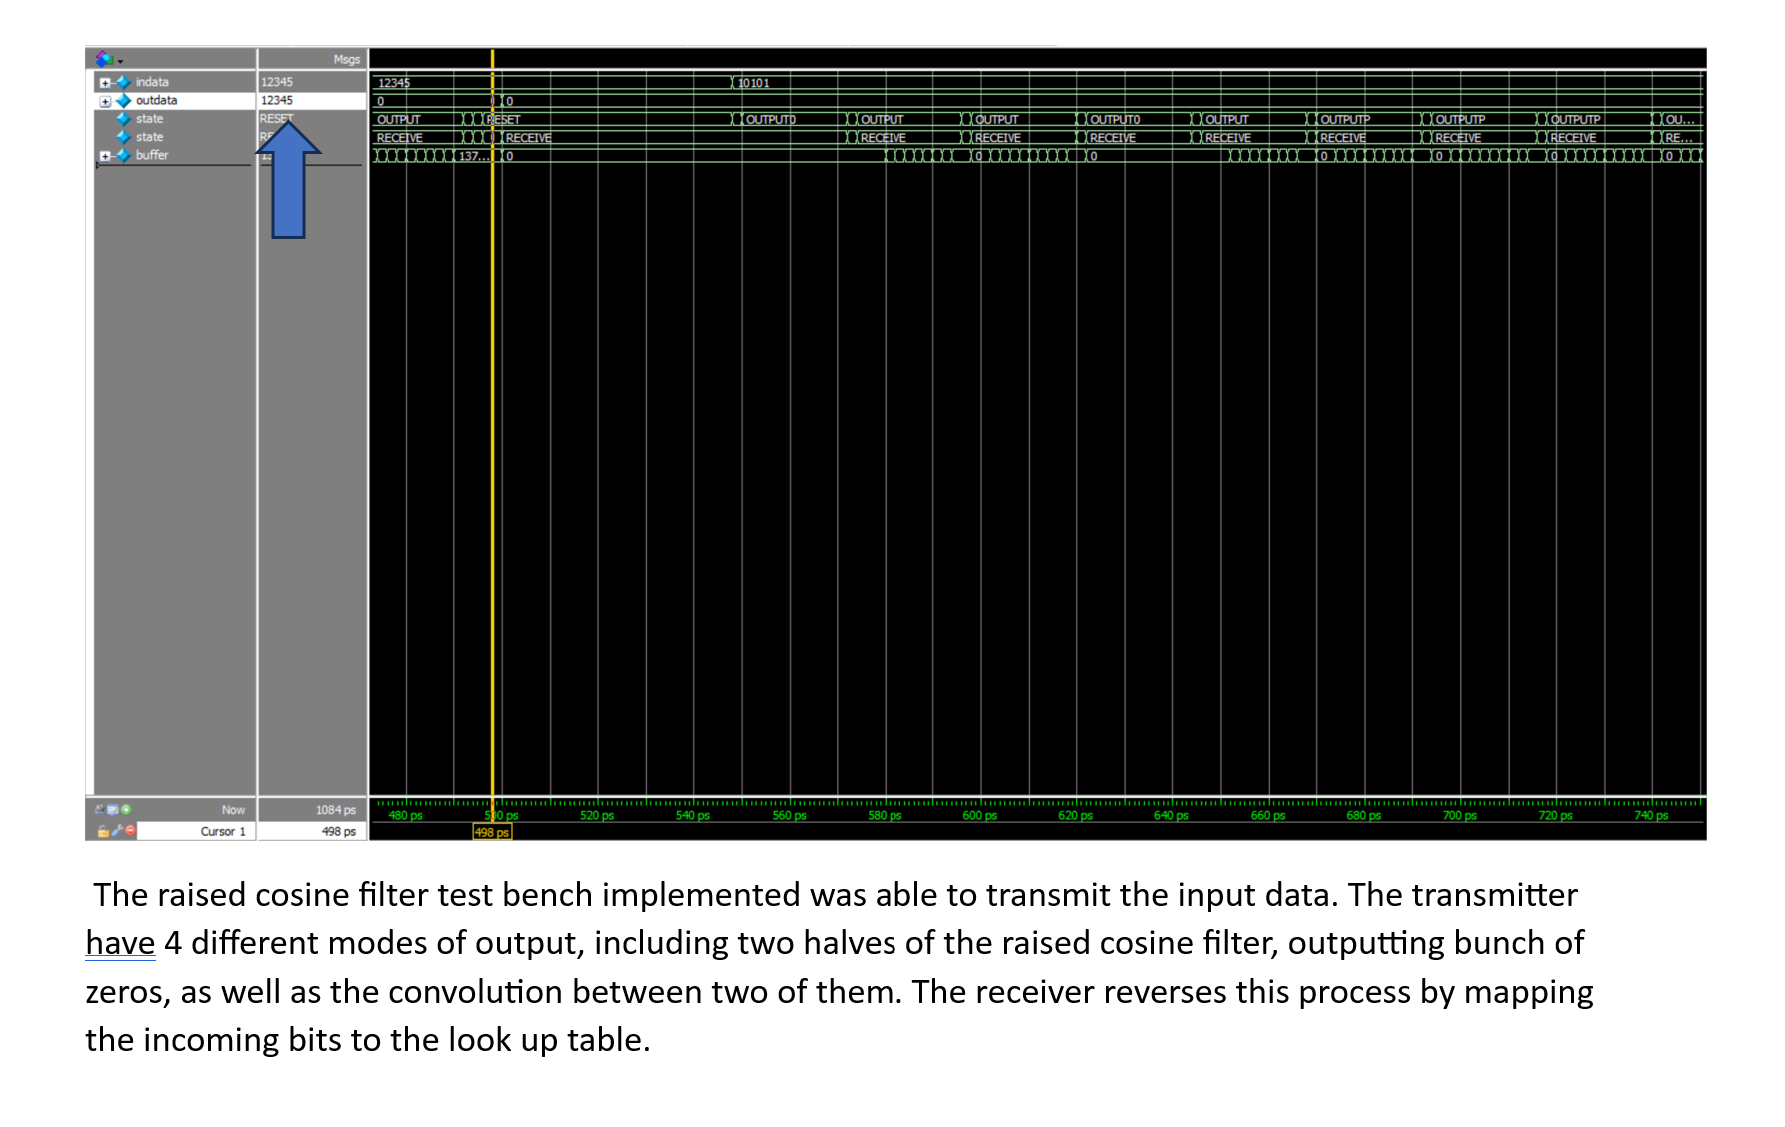 Msgs
indata 12345 12345 10101
outdata 12345 0 0
state RESET OUTPUT RESET OUTPUT0 OUTPUT OUTPUT OUTPUT0 OUTPUT OUTPUTP OUTPUTP OUTPUTP OU...
state RECEIVE RECEIVE RECEIVE RECEIVE RECEIVE RECEIVE RECEIVE RECEIVE RECEIVE RE...
buffer 137... 0 0 0 0 0 0 0
Now 1084 ps 480 ps 500 ps 520 ps 540 ps 560 ps 580 ps 600 ps 620 ps 640 ps 660 ps 680 ps 700 ps 720 ps 740 ps
Cursor 1 498 ps 498 ps
The raised cosine filter test bench implemented was able to transmit the input data. The transmitter
have 4 different modes of output, including two halves of the raised cosine filter, outputting bunch of
zeros, as well as the convolution between two of them. The receiver reverses this process by mapping
the incoming bits to the look up table.